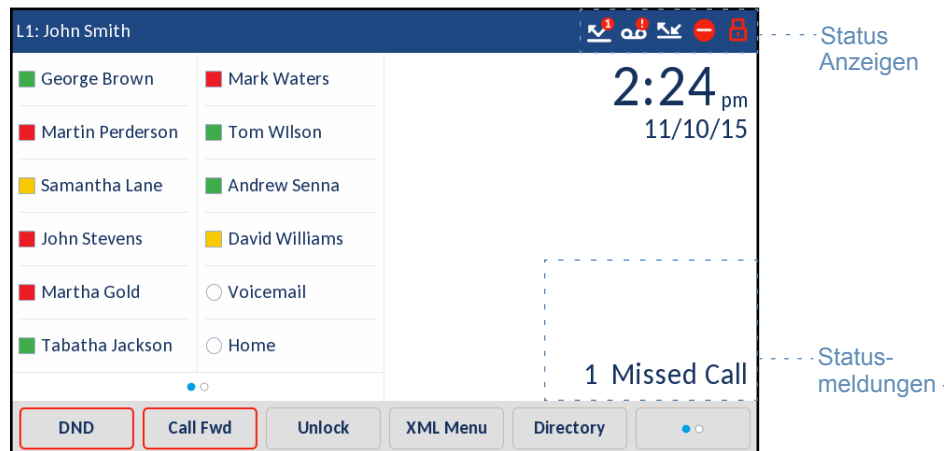 L1: John Smith
1
!
Status
Anzeigen
George Brown
Mark Waters
2:24 pm
11/10/15
Martin Perderson
Tom WIlson
Samantha Lane
Andrew Senna
John Stevens
David Williams
Martha Gold
Voicemail
Tabatha Jackson
Home
1 Missed Call
Status-
meldungen
DND
Call Fwd
Unlock
XML Menu
Directory